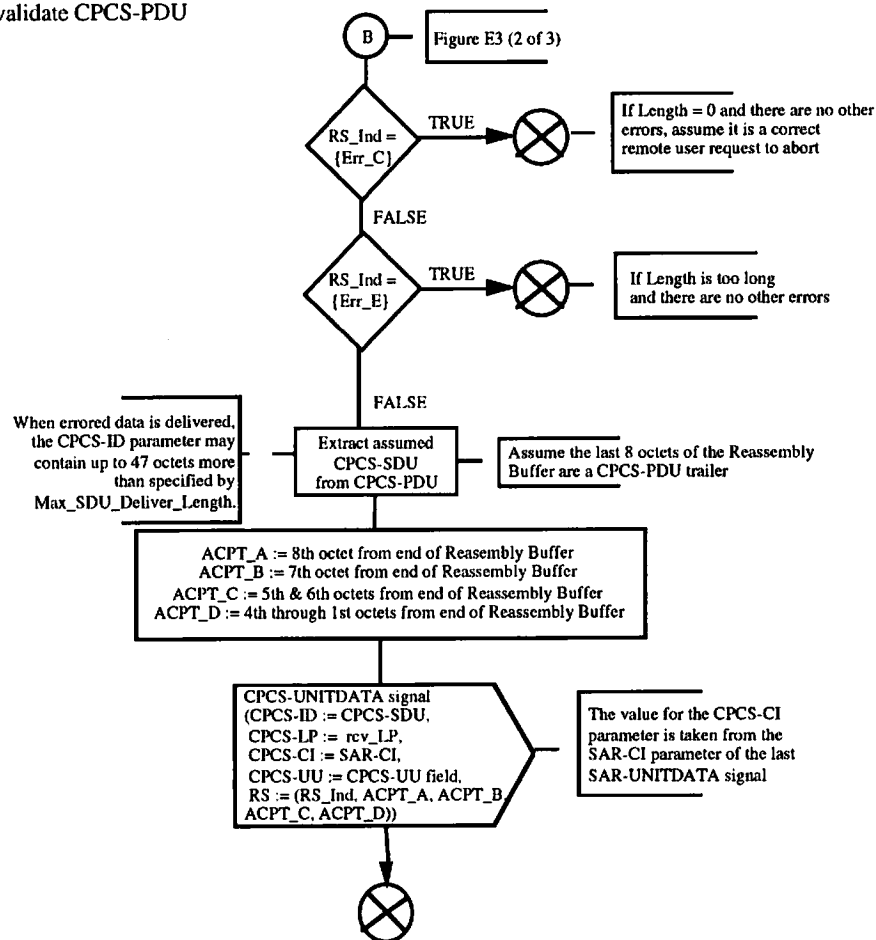 validate CPCS-PDU
B
Figure E3 (2 of 3)
RS_Ind =
{Err_C}
TRUE
If Length = 0 and there are no other
errors, assume it is a correct
remote user request to abort
FALSE
RS_Ind =
{Err_E}
TRUE
If Length is too long
and there are no other errors
FALSE
When errored data is delivered,
the CPCS-ID parameter may
contain up to 47 octets more
than specified by
Max_SDU_Deliver_Length.
Extract assumed
CPCS-SDU
from CPCS-PDU
Assume the last 8 octets of the Reassembly
Buffer are a CPCS-PDU trailer
ACPT_A := 8th octet from end of Reasembly Buffer
ACPT_B := 7th octet from end of Reassembly Buffer
ACPT_C := 5th & 6th octets from end of Reassembly Buffer
ACPT_D := 4th through 1st octets from end of Reassembly Buffer
CPCS-UNITDATA signal
(CPCS-ID := CPCS-SDU,
CPCS-LP := rcv_LP,
CPCS-CI := SAR-CI,
CPCS-UU := CPCS-UU field,
RS := (RS_Ind, ACPT_A, ACPT_B
ACPT_C, ACPT_D))
The value for the CPCS-CI
parameter is taken from the
SAR-CI parameter of the last
SAR-UNITDATA signal